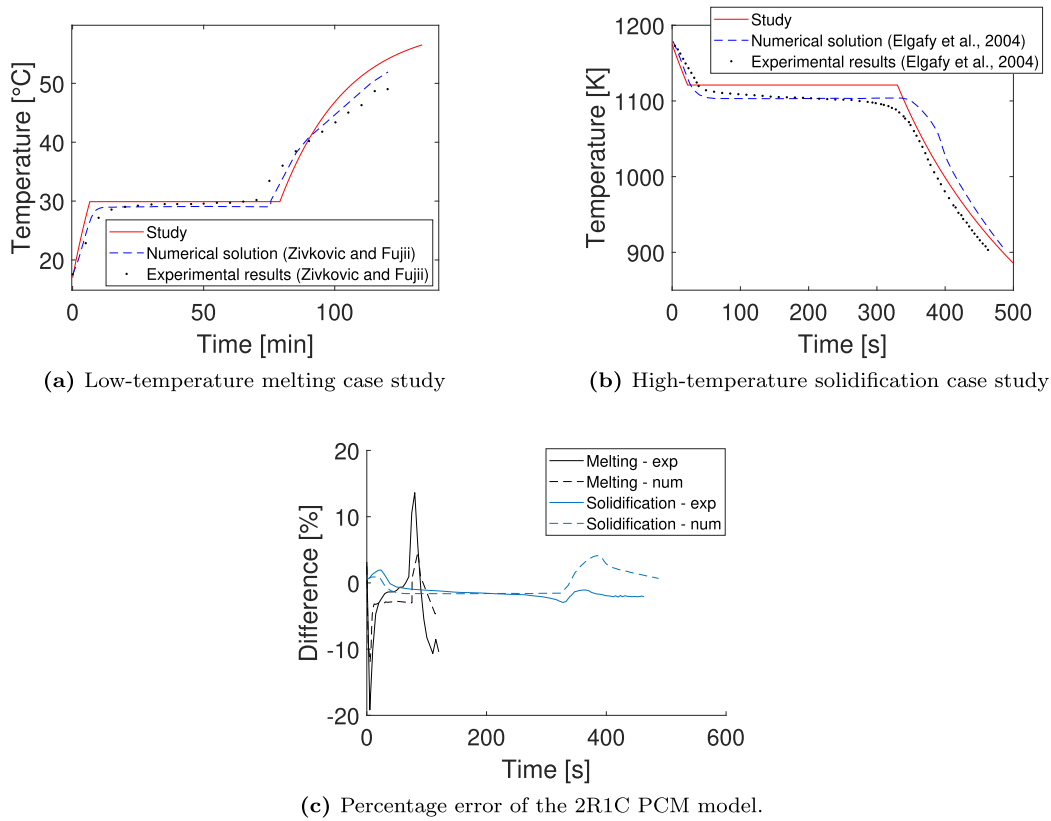 60
50
40
30
20
Temperature [°C]
Study
Numerical solution (Zivkovic and Fujii)
Experimental results (Zivkovic and Fujii)
0
50
100
Time [min]
(a) Low-temperature melting case study
1200
1100
1000
900
Temperature [K]
Study
Numerical solution (Elgafy et al., 2004)
Experimental results (Elgafy et al., 2004)
0
100
200
300
400
500
Time [s]
(b) High-temperature solidification case study
20
10
0
-10
-20
Difference [%]
Melting - exp
Melting - num
Solidification - exp
Solidification - num
0
200
400
600
Time [s]
(c) Percentage error of the 2R1C PCM model.